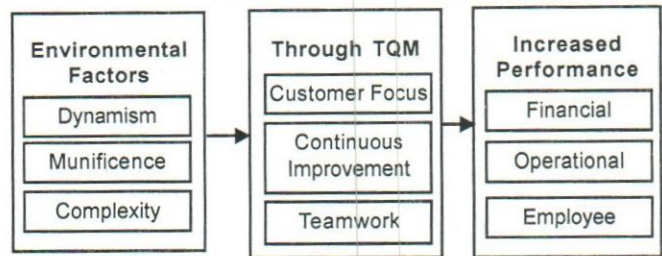 Environmental
Factors
Dynamism
Munificence
Complexity
Through TQM
Customer Focus
Continuous
Improvement
Teamwork
Increased
Performance
Financial
Operational
Employee